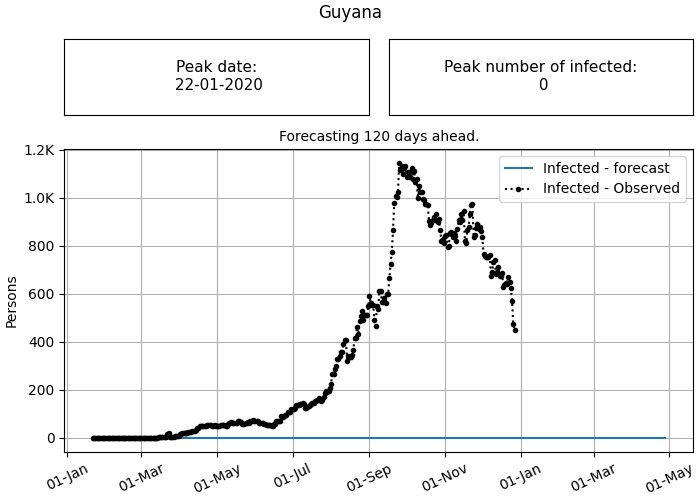 Guyana
Peak date:
22-01-2020
Peak number of infected:
0
Forecasting 120 days ahead.
Infected - forecast
Infected - Observed
Persons
1.2K
1.0K
800
600
400
200
0
01-Jan
01-Mar
01-May
01-Jul
01-Sep
01-Nov
01-Jan
01-Mar
01-May